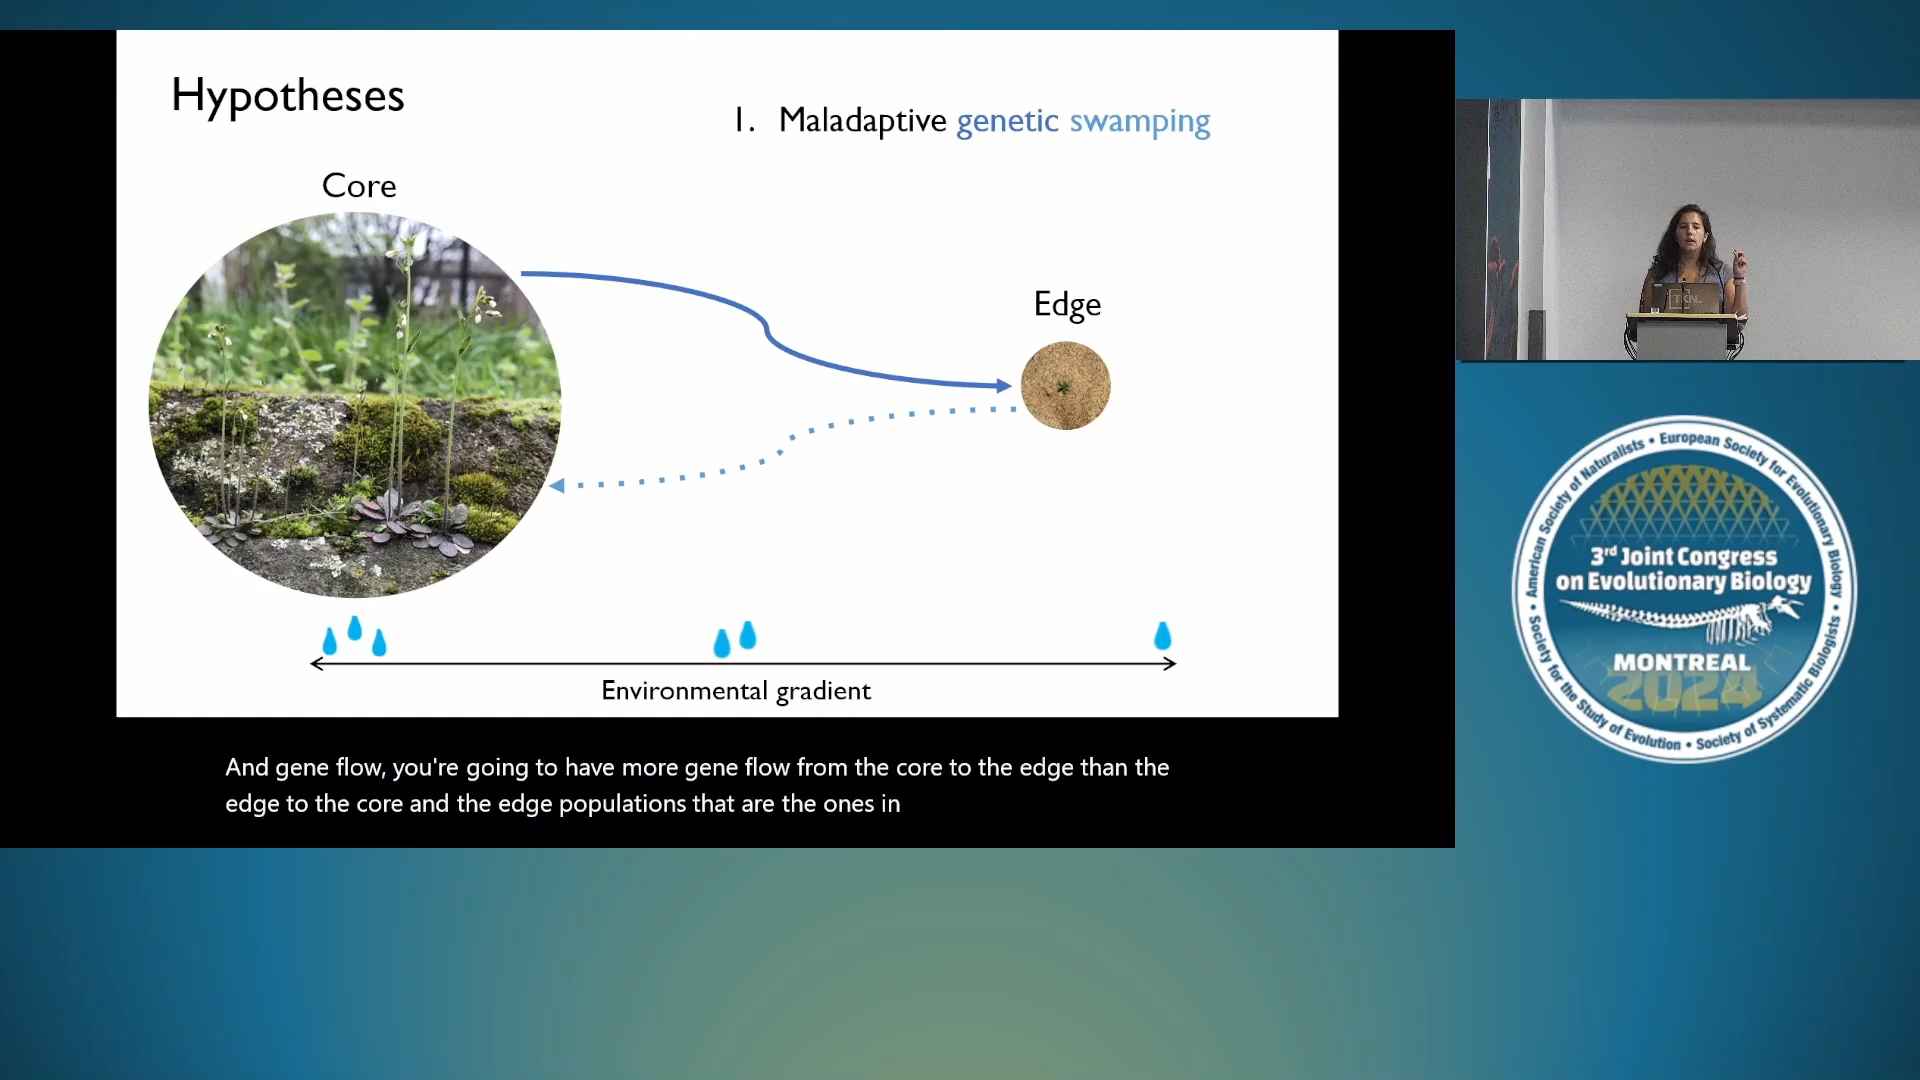 Hypotheses
1. Maladaptive genetic swamping
Core
Edge
Environmental gradient
And gene flow, you're going to have more gene flow from the core to the edge than the
edge to the core and the edge populations that are the ones in
American Society of Naturalists • European Society for Evolutionary Biology •
Society for the Study of Evolution • Society of Systematic Biologists •
3rd Joint Congress
on Evolutionary Biology
MONTREAL
2024